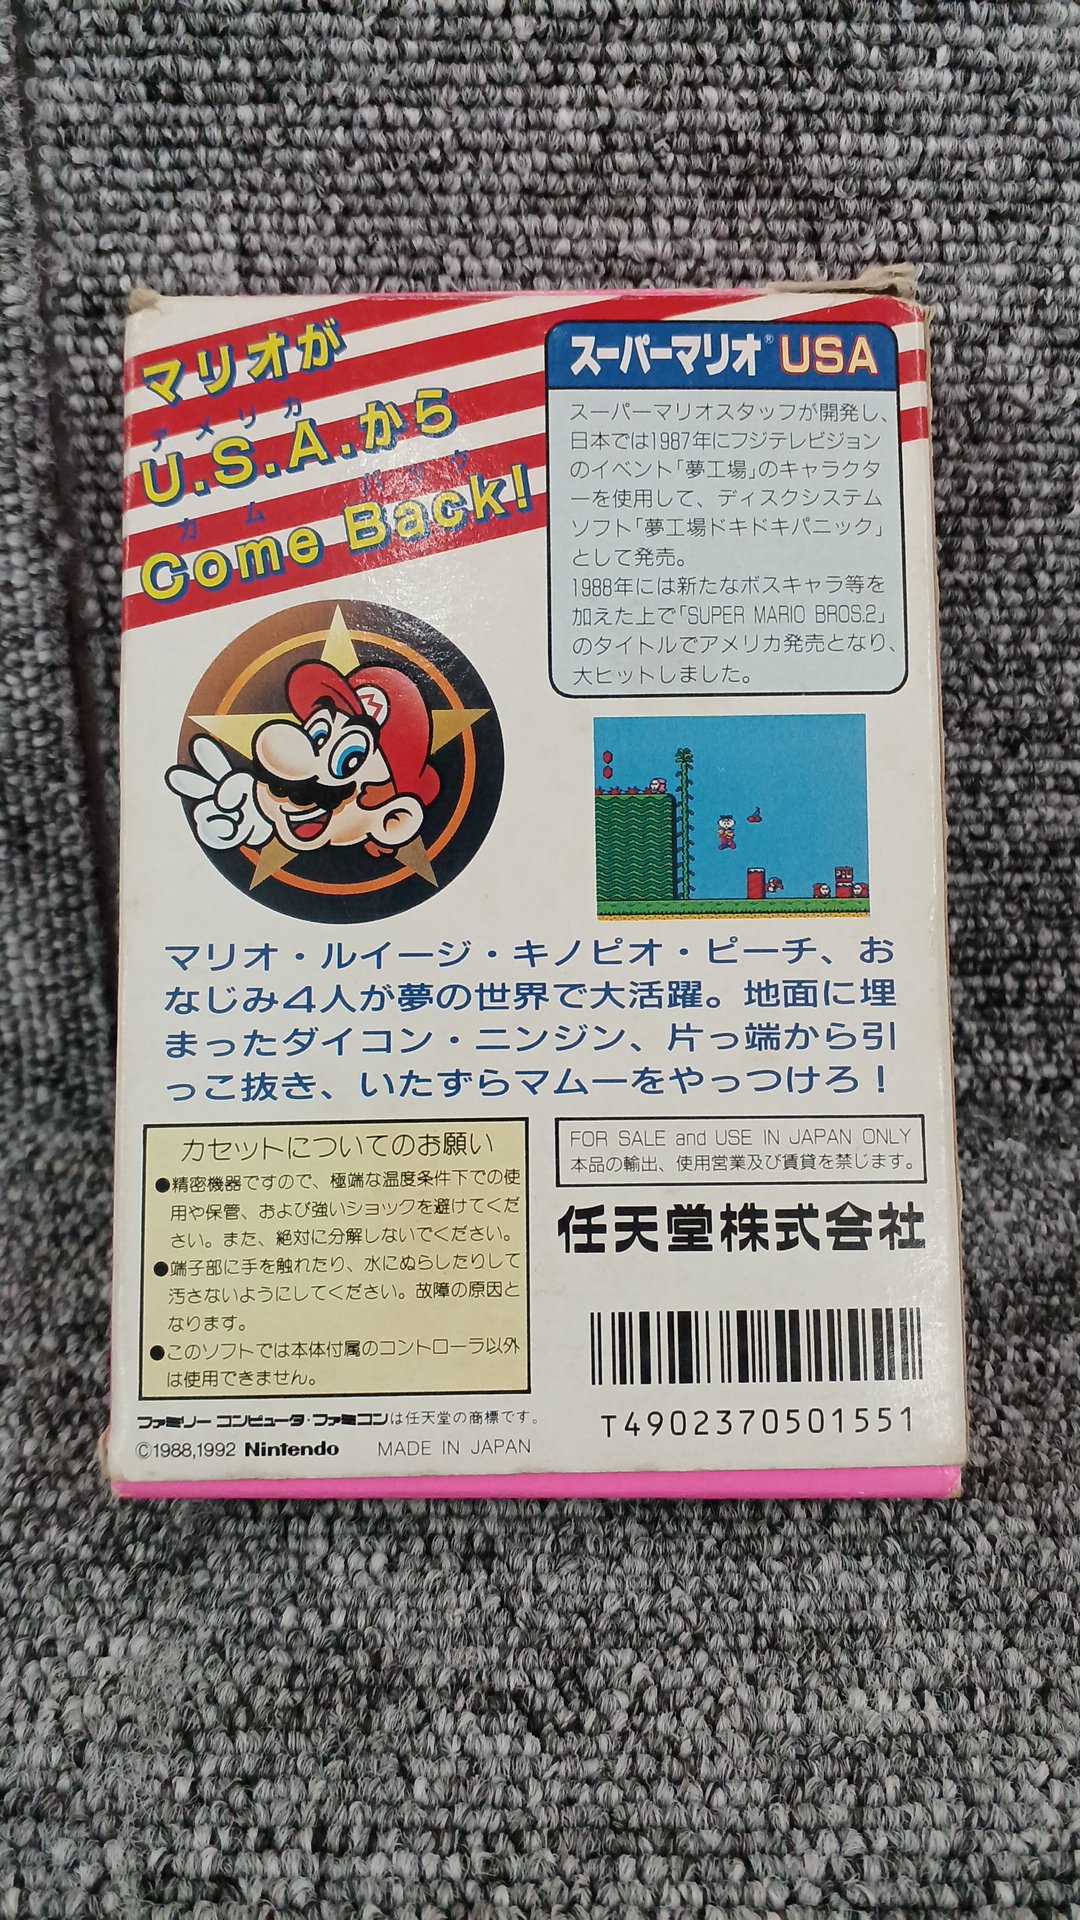 マリオが
アメリカ
U.S.A.から
カム バック
Come Back!
スーパーマリオ® USA
スーパーマリオスタッフが開発し、
日本では1987年にフジテレビジョン
のイベント「夢工場」のキャラクタ
ーを使用して、ディスクシステム
ソフト「夢工場ドキドキパニック」
として発売。
1988年には新たなボスキャラ等を
加えた上で「SUPER MARIO BROS.2」
のタイトルでアメリカ発売となり、
大ヒットしました。
M
マリオ・ルイージ・キノピオ・ピーチ、お
なじみ4人が夢の世界で大活躍。地面に埋
まったダイコン・ニンジン、片っ端から引
っこ抜き、いたずらマムーをやっつけろ!
カセットについてのお願い
●精密機器ですので、極端な温度条件下での使
用や保管、および強いショックを避けてくだ
さい。また、絶対に分解しないでください。
●端子部に手を触れたり、水にぬらしたりして
汚さないようにしてください。故障の原因と
なります。
●このソフトでは本体付属のコントローラ以外
は使用できません。
ファミリーコンピュータ・ファミコンは任天堂の商標です。
©1988,1992 Nintendo MADE IN JAPAN
FOR SALE and USE IN JAPAN ONLY
本品の輸出、使用営業及び賃貸を禁じます。
任天堂株式会社
T4902370501551